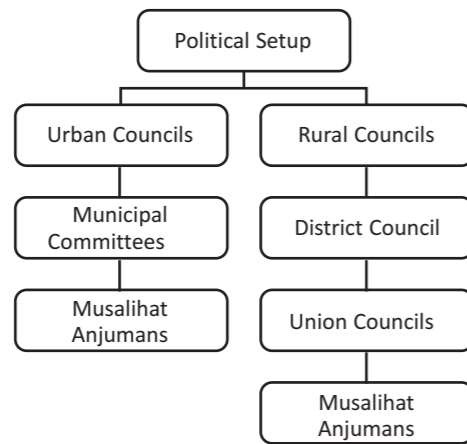 Political Setup
Urban Councils
Rural Councils
Municipal
Committees
District Council
Musalihat
Anjumans
Union Councils
Musalihat
Anjumans